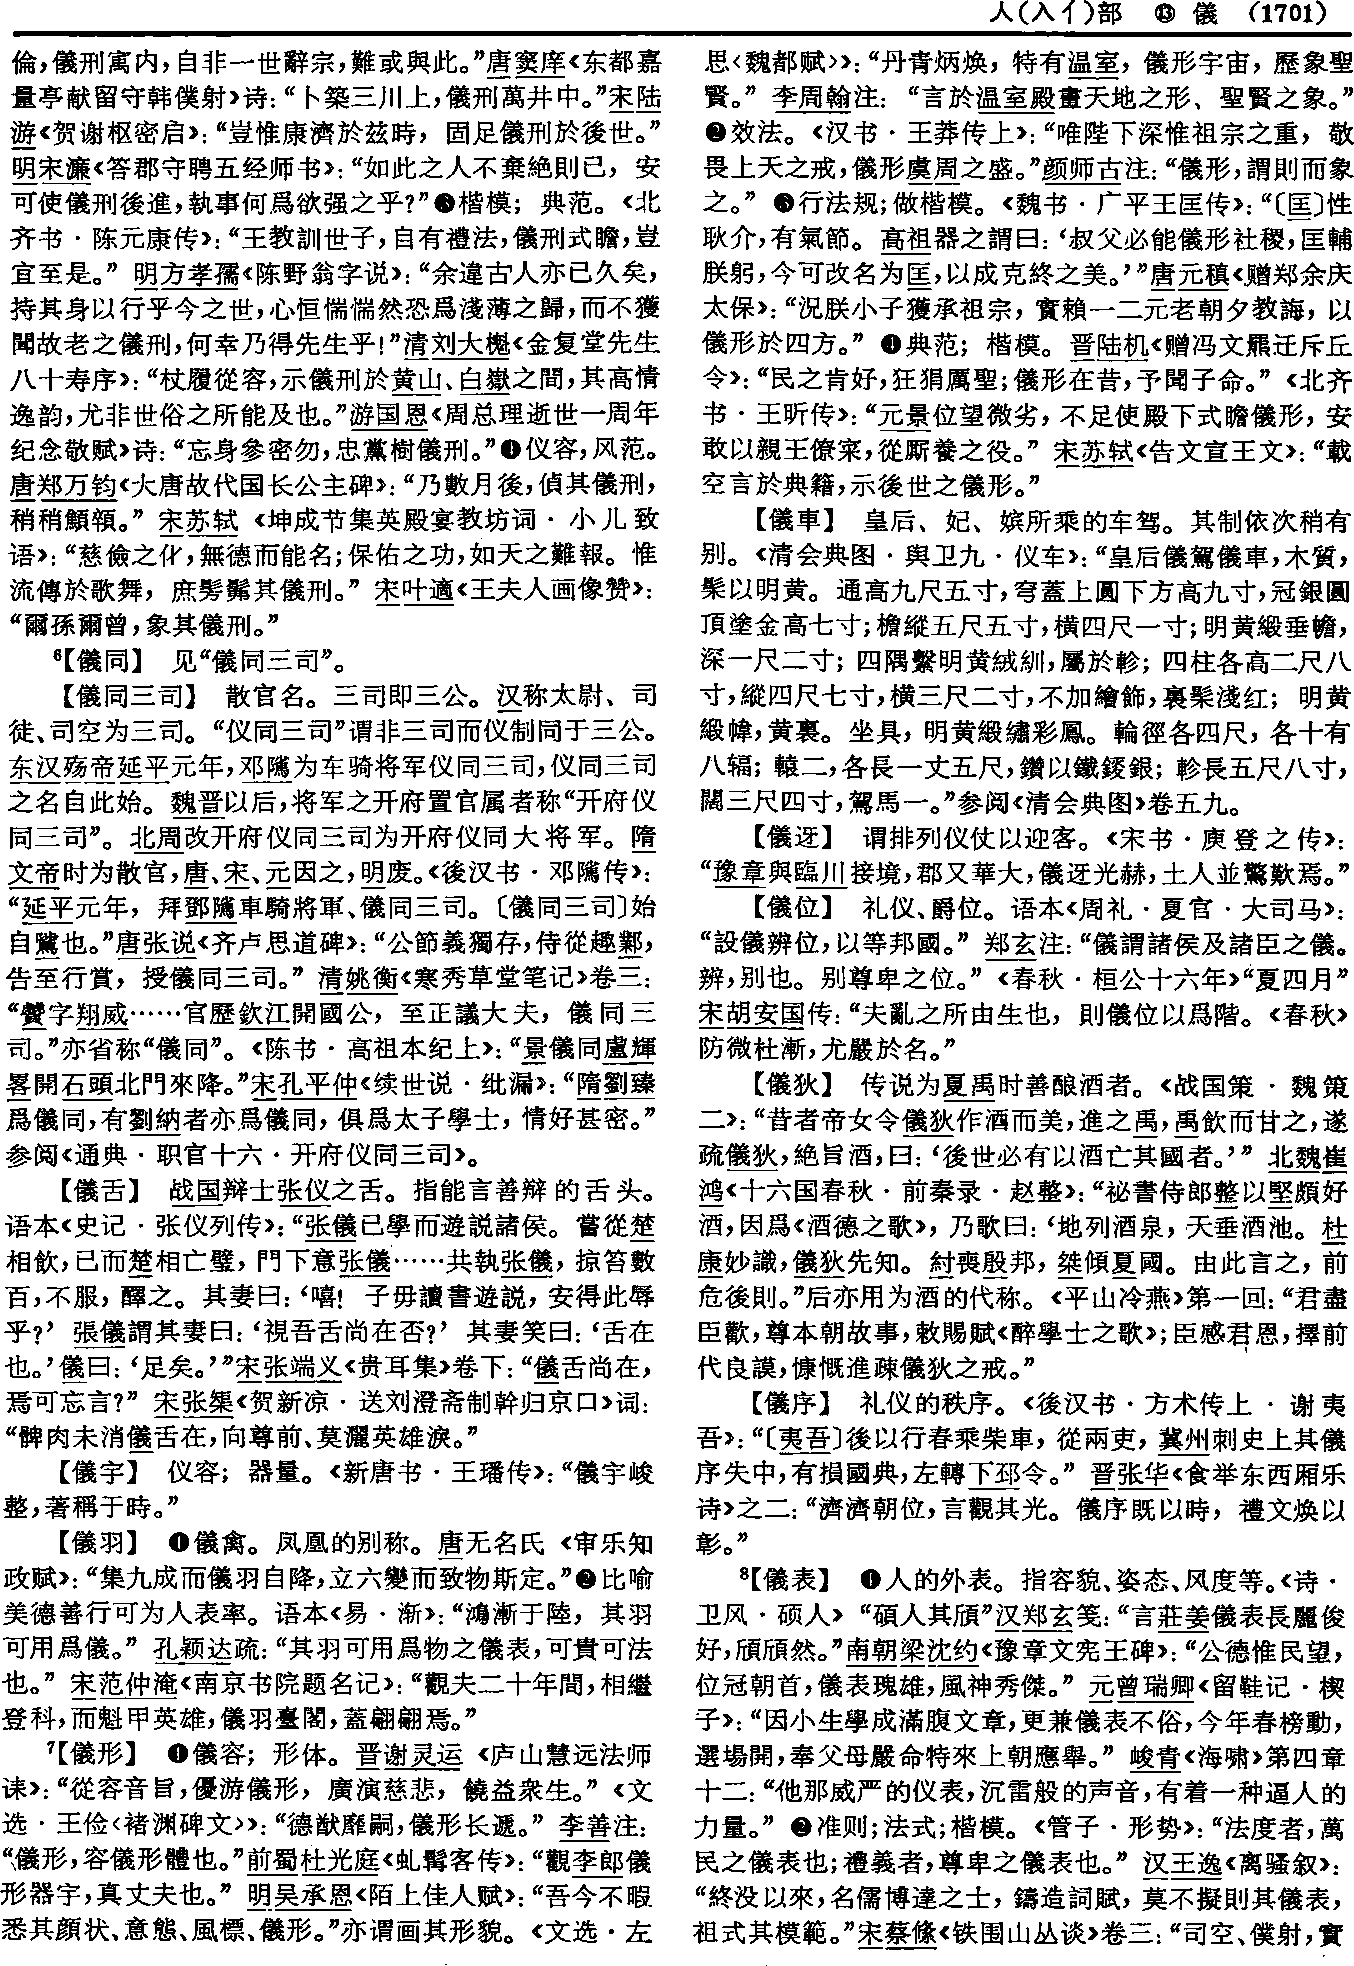 人(入亻)部 ⓭ 儀 (1701)
倫，儀刑寓内，自非一世辭宗，難或與此。”唐窦庠《东都嘉
量亭献留守韩僕射》诗：“卜築三川上，儀刑萬井中。”宋陆
游《贺谢枢密启》：“豈惟康濟於兹時，固足儀刑於後世。”
明宋濂《答郡守聘五经师书》：“如此之人不棄絶則已，安
可使儀刑後進，執事何爲欲强之乎？”❸楷模；典范。《北
齐书·陈元康传》：“王教訓世子，自有禮法，儀刑式瞻，豈
宜至是。”明方孝孺《陈野翁字说》：“余違古人亦已久矣，
持其身以行乎今之世，心恒惴惴然恐爲淺薄之歸，而不獲
聞故老之儀刑，何幸乃得先生乎！”清刘大櫆《金复堂先生
八十寿序》：“杖履從容，示儀刑於黄山、白嶽之間，其高情
逸韵，尤非世俗之所能及也。”游国恩《周总理逝世一周年
纪念敬赋》诗：“忘身參密勿，忠黨樹儀刑。”❹仪容，风范。
唐郑万钧《大唐故代国长公主碑》：“乃數月後，偵其儀刑，
稍稍顦顇。”宋苏轼《坤成节集英殿宴教坊词·小儿致
语》：“慈儉之化，無德而能名；保佑之功，如天之難報。惟
流傳於歌舞，庶髣髴其儀刑。”宋叶適《王夫人画像赞》：
“爾孫爾曾，象其儀刑。”
⁶【儀同】 见“儀同三司”。
【儀同三司】 散官名。三司即三公。汉称太尉、司
徒、司空为三司。“仪同三司”谓非三司而仪制同于三公。
东汉殇帝延平元年，邓骘为车骑将军仪同三司，仪同三司
之名自此始。魏晋以后，将军之开府置官属者称“开府仪
同三司”。北周改开府仪同三司为开府仪同大将军。隋
文帝时为散官，唐、宋、元因之，明废。《後汉书·邓骘传》：
“延平元年，拜鄧騭車騎將軍、儀同三司。〔儀同三司〕始
自騭也。”唐张说《齐卢思道碑》：“公節義獨存，侍從趣鄴，
告至行賞，授儀同三司。”清姚衡《寒秀草堂笔记》卷三：
“贊字翔威……官歷欽江開國公，至正議大夫，儀同三
司。”亦省称“儀同”。《陈书·高祖本纪上》：“景儀同盧輝
畧開石頭北門來降。”宋孔平仲《续世说·纰漏》：“隋劉臻
爲儀同，有劉納者亦爲儀同，俱爲太子學士，情好甚密。”
参阅《通典·职官十六·开府仪同三司》。
【儀舌】 战国辩士张仪之舌。指能言善辩的舌头。
语本《史记·张仪列传》：“张儀已學而遊説諸侯。嘗從楚
相飲，已而楚相亡璧，門下意张儀……共執张儀，掠笞數
百，不服，醳之。其妻曰：‘嘻！子毋讀書遊説，安得此辱
乎？’張儀謂其妻曰：‘視吾舌尚在否？’其妻笑曰：‘舌在
也。’儀曰：‘足矣。’”宋张端义《贵耳集》卷下：“儀舌尚在，
焉可忘言？”宋张榘《贺新凉·送刘澄斋制幹归京口》词：
“髀肉未消儀舌在，向尊前、莫灑英雄淚。”
【儀宇】 仪容；器量。《新唐书·王璠传》：“儀宇峻
整，著稱于時。”
【儀羽】 ❶儀禽。凤凰的别称。唐无名氏《审乐知
政赋》：“集九成而儀羽自降，立六變而致物斯定。”❷比喻
美德善行可为人表率。语本《易·渐》：“鴻漸于陸，其羽
可用爲儀。”孔颖达疏：“其羽可用爲物之儀表，可貴可法
也。”宋范仲淹《南京书院题名记》：“觀夫二十年間，相繼
登科，而魁甲英雄，儀羽臺閣，蓋翩翩焉。”
⁷【儀形】 ❶儀容；形体。晋谢灵运《庐山慧远法师
诔》：“從容音旨，優游儀形，廣演慈悲，饒益衆生。”《文
选·王俭〈褚渊碑文〉》：“德猷靡嗣，儀形长遞。”李善注：
“儀形，容儀形體也。”前蜀杜光庭《虬髯客传》：“觀李郎儀
形器宇，真丈夫也。”明吴承恩《陌上佳人赋》：“吾今不暇
悉其顔状、意態、風標、儀形。”亦谓画其形貌。《文选·左
思〈魏都赋〉》：“丹青炳焕，特有温室，儀形宇宙，歷象聖
賢。”李周翰注：“言於温室殿畫天地之形、聖賢之象。”
❷效法。《汉书·王莽传上》：“唯陛下深惟祖宗之重，敬
畏上天之戒，儀形虞周之盛。”颜师古注：“儀形，謂則而象
之。”❸行法规；做楷模。《魏书·广平王匡传》：“〔匡〕性
耿介，有氣節。高祖器之謂曰：‘叔父必能儀形社稷，匡輔
朕躬，今可改名为匡，以成克終之美。’”唐元稹《赠郑余庆
太保》：“況朕小子獲承祖宗，實賴一二元老朝夕教誨，以
儀形於四方。”❹典范；楷模。晋陆机《赠冯文羆迁斥丘
令》：“民之胥好，狂狷厲聖；儀形在昔，予聞子命。”《北齐
书·王昕传》：“元景位望微劣，不足使殿下式瞻儀形，安
敢以親王僚寀，從厮養之役。”宋苏轼《告文宣王文》：“載
空言於典籍，示後世之儀形。”
【儀車】 皇后、妃、嫔所乘的车驾。其制依次稍有
别。《清会典图·舆卫九·仪车》：“皇后儀駕儀車，木質，
髤以明黄。通高九尺五寸，穹蓋上圓下方高九寸，冠銀圓
頂塗金高七寸；檐縱五尺五寸，横四尺一寸；明黄緞垂幨，
深一尺二寸；四隅繫明黄絨紃，屬於軫；四柱各高二尺八
寸，縱四尺七寸，横三尺二寸，不加繪飾，裏髤淺红；明黄
緞幃，黄裏。坐具，明黄緞繡彩鳳。輪徑各四尺，各十有
八辐；轅二，各長一丈五尺，鑽以鐵鋄銀；軫長五尺八寸，
闊三尺四寸，駕馬一。”参阅《清会典图》卷五九。
【儀迓】 谓排列仪仗以迎客。《宋书·庾登之传》：
“豫章與臨川接境，郡又華大，儀迓光赫，士人並驚歎焉。”
【儀位】 礼仪、爵位。语本《周礼·夏官·大司马》：
“設儀辨位，以等邦國。”郑玄注：“儀謂諸侯及諸臣之儀。
辨，别也。别尊卑之位。”《春秋·桓公十六年》“夏四月”
宋胡安国传：“夫亂之所由生也，則儀位以爲階。《春秋》
防微杜漸，尤嚴於名。”
【儀狄】 传说为夏禹时善酿酒者。《战国策·魏策
二》：“昔者帝女令儀狄作酒而美，進之禹，禹飲而甘之，遂
疏儀狄，絶旨酒，曰：‘後世必有以酒亡其國者。’”北魏崔
鸿《十六国春秋·前秦录·赵整》：“祕書侍郎整以堅頗好
酒，因爲《酒德之歌》，乃歌曰：‘地列酒泉，天垂酒池。杜
康妙識，儀狄先知。紂喪殷邦，桀傾夏國。由此言之，前
危後則。”后亦用为酒的代称。《平山冷燕》第一回：“君盡
臣歡，尊本朝故事，敕賜賦《醉學士之歌》；臣感君恩，擇前
代良謨，慷慨進疎儀狄之戒。”
【儀序】 礼仪的秩序。《後汉书·方术传上·谢夷
吾》：“〔夷吾〕後以行春乘柴車，從兩吏，冀州刺史上其儀
序失中，有損國典，左轉下邳令。”晋张华《食举东西厢乐
诗》之二：“濟濟朝位，言觀其光。儀序既以時，禮文焕以
彰。”
⁸【儀表】 ❶人的外表。指容貌、姿态、风度等。《诗·
卫风·硕人》“碩人其頎”汉郑玄笺：“言莊姜儀表長麗俊
好，頎頎然。”南朝梁沈约《豫章文宪王碑》：“公德惟民望，
位冠朝首，儀表瑰雄，風神秀傑。”元曾瑞卿《留鞋记·楔
子》：“因小生學成滿腹文章，更兼儀表不俗，今年春榜動，
選場開，奉父母嚴命特來上朝應舉。”峻青《海啸》第四章
十二：“他那威严的仪表，沉雷般的声音，有着一种逼人的
力量。”❷准则；法式；楷模。《管子·形势》：“法度者，萬
民之儀表也；禮義者，尊卑之儀表也。”汉王逸《离骚叙》：
“終没以來，名儒博達之士，鑄造詞賦，莫不擬則其儀表，
祖式其模範。”宋蔡絛《铁围山丛谈》卷三：“司空、僕射，實